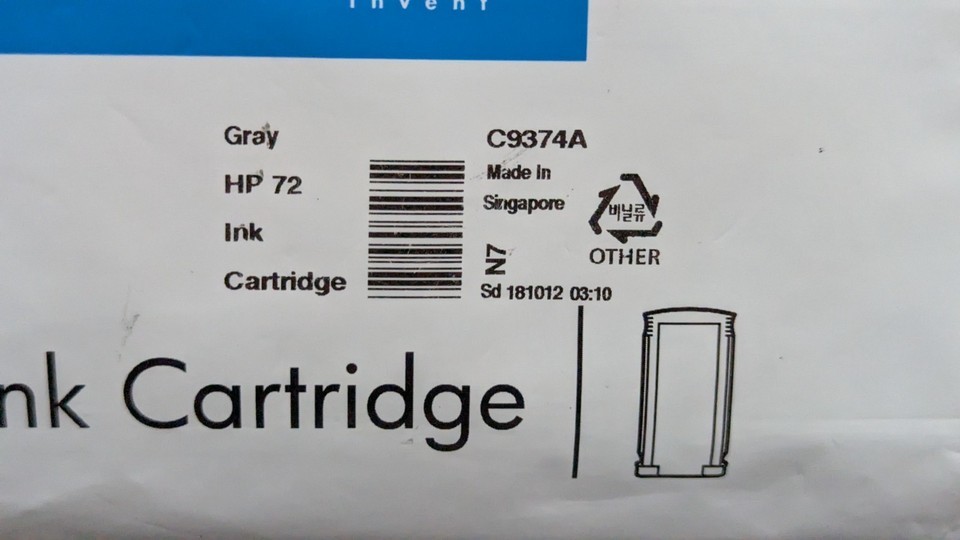 invent
Gray
HP 72
Ink
Cartridge
C9374A
Made In
Singapore
N7
Sd 181012 03:10
비닐류
OTHER
nk Cartridge